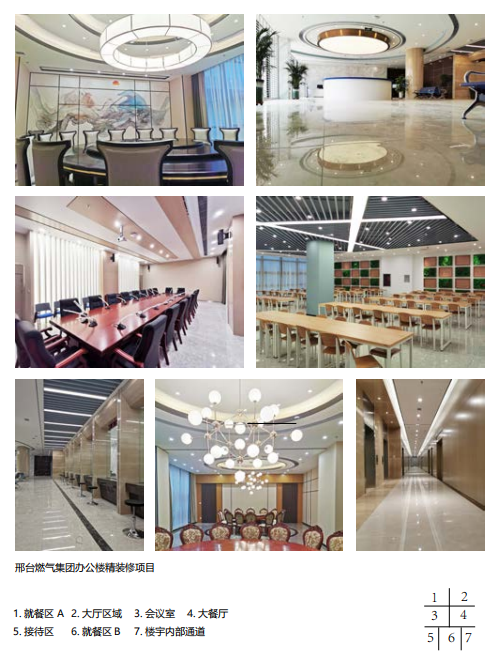 邢台燃气集团办公楼精装修项目
1. 就餐区 A 2. 大厅区域 3. 会议室 4. 大餐厅
5. 接待区 6. 就餐区 B 7. 楼宇内部通道
1 2
3 4
5 6 7